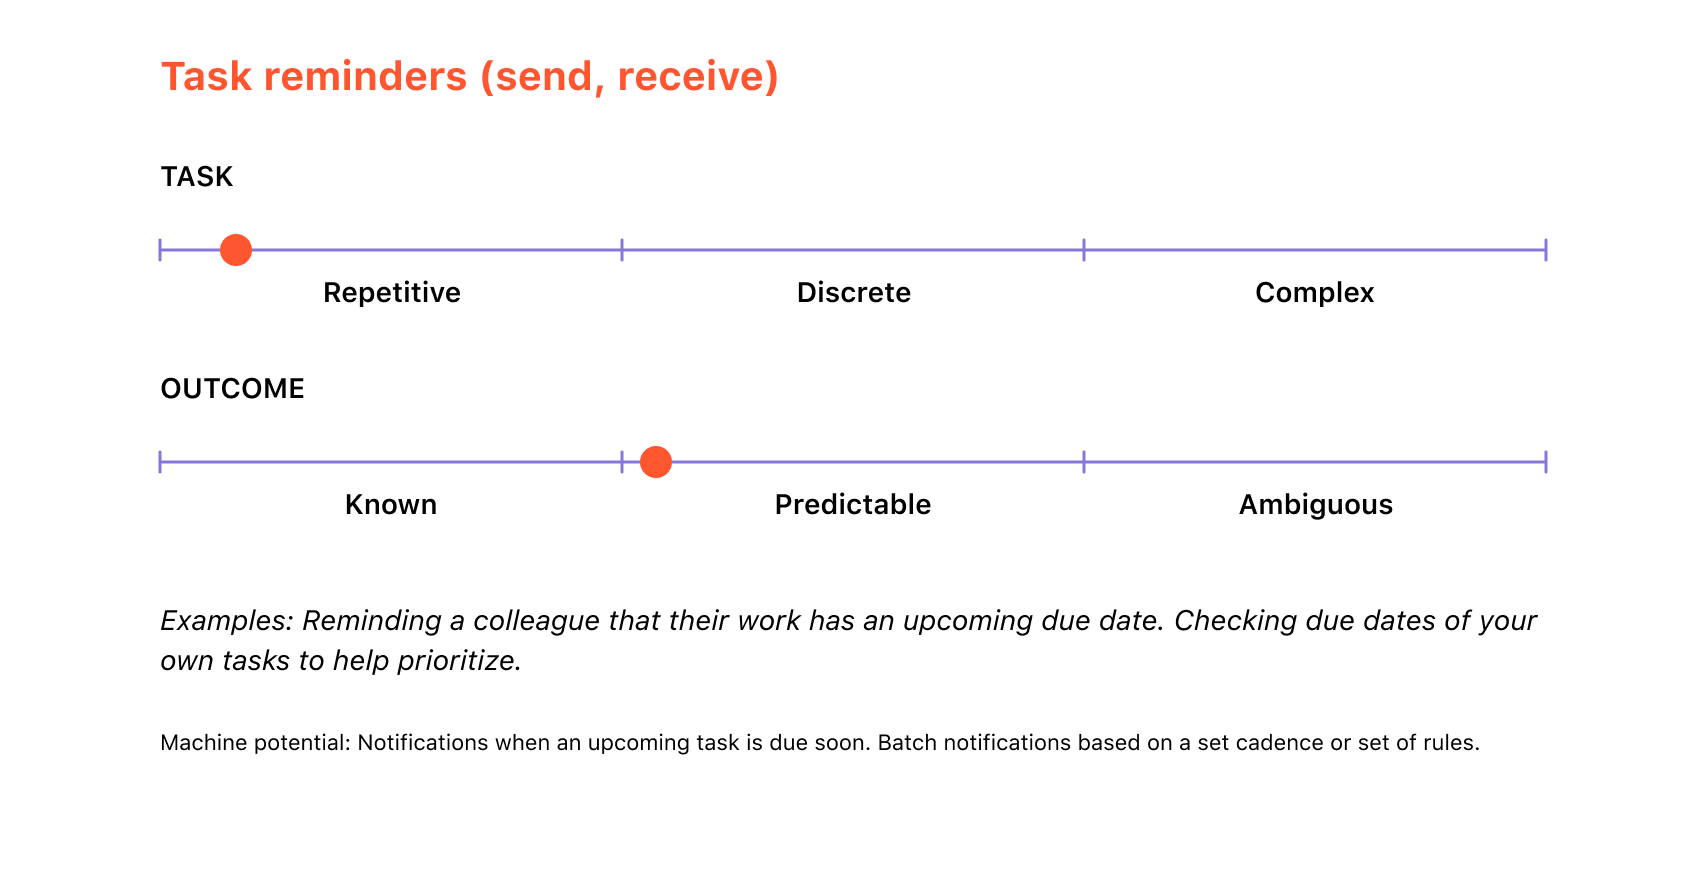 Task reminders (send, receive)
TASK
Repetitive
Discrete
Complex
OUTCOME
Known
Predictable
Ambiguous
Examples: Reminding a colleague that their work has an upcoming due date. Checking due dates of your
own tasks to help prioritize.
Machine potential: Notifications when an upcoming task is due soon. Batch notifications based on a set cadence or set of rules.